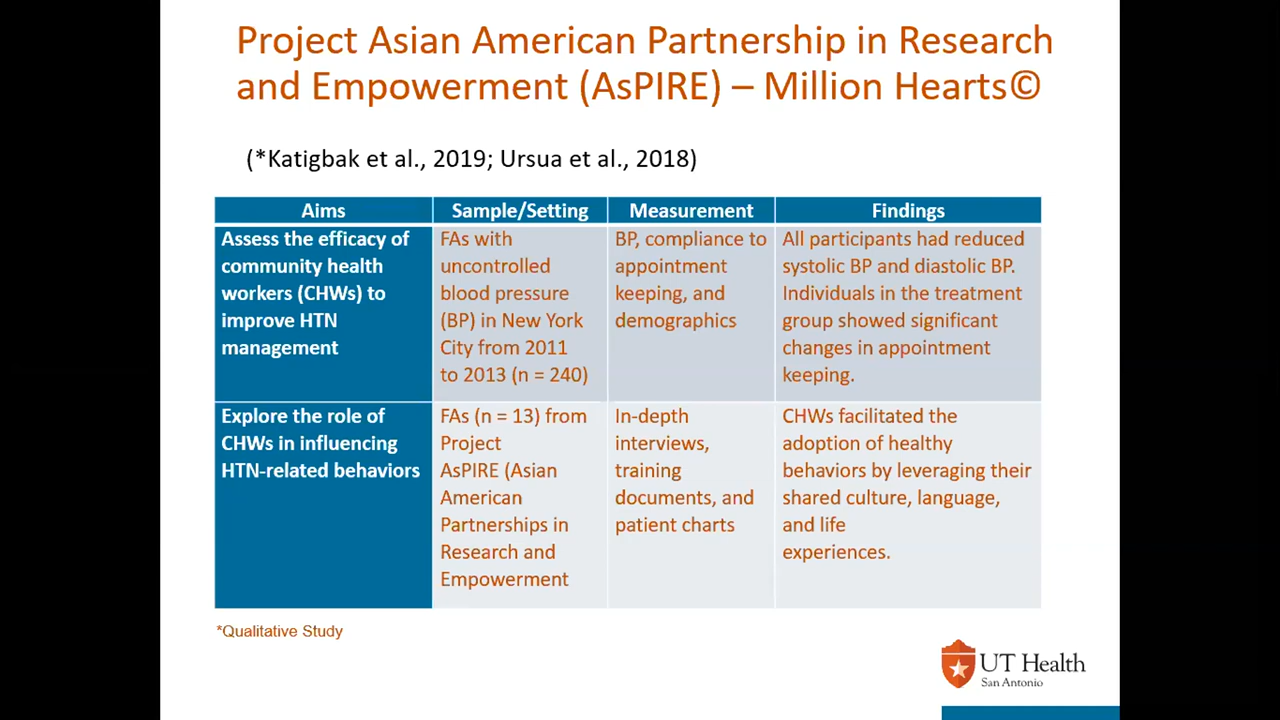 Project Asian American Partnership in Research
and Empowerment (AsPIRE) – Million Hearts©
(*Katigbak et al., 2019; Ursua et al., 2018)
Aims
Sample/Setting
Measurement
Findings
Assess the efficacy of
community health
workers (CHWs) to
improve HTN
management
FAs with
uncontrolled
blood pressure
(BP) in New York
City from 2011
to 2013 (n = 240)
BP, compliance to
appointment
keeping, and
demographics
All participants had reduced
systolic BP and diastolic BP.
Individuals in the treatment
group showed significant
changes in appointment
keeping.
Explore the role of
CHWs in influencing
HTN-related behaviors
FAs (n = 13) from
Project
AsPIRE (Asian
American
Partnerships in
Research and
Empowerment
In-depth
interviews,
training
documents, and
patient charts
CHWs facilitated the
adoption of healthy
behaviors by leveraging their
shared culture, language,
and life
experiences.
*Qualitative Study
UT Health
San Antonio